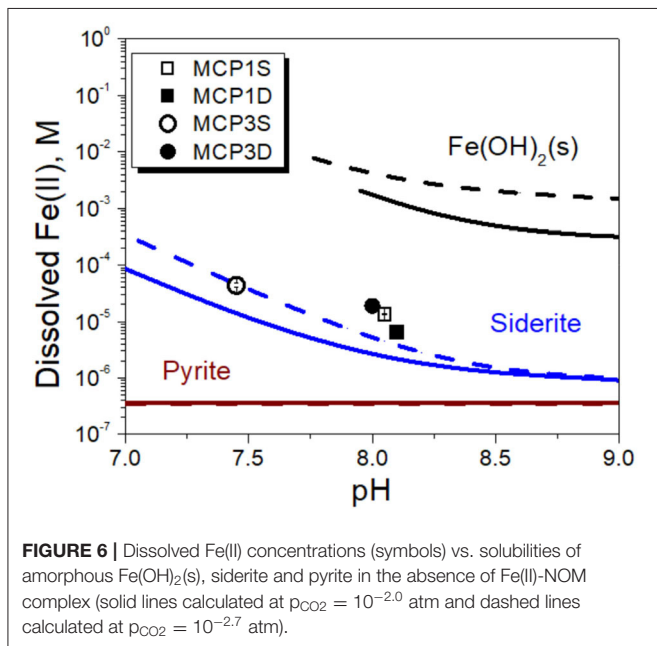 10⁰
10⁻¹
10⁻²
10⁻³
10⁻⁴
10⁻⁵
10⁻⁶
10⁻⁷
Dissolved Fe(II), M
MCP1S
MCP1D
MCP3S
MCP3D
Fe(OH)₂(s)
Siderite
Pyrite
7.0 7.5 8.0 8.5 9.0
pH
FIGURE 6 | Dissolved Fe(II) concentrations (symbols) vs. solubilities of
amorphous Fe(OH)₂(s), siderite and pyrite in the absence of Fe(II)-NOM
complex (solid lines calculated at pCO2 = 10⁻²·⁰ atm and dashed lines
calculated at pCO2 = 10⁻²·⁷ atm).